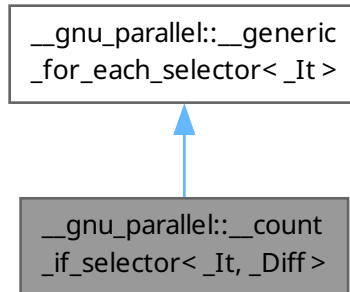 __gnu_parallel::__generic
_for_each_selector< _It >
__gnu_parallel::__count
_if_selector< _It, _Diff >